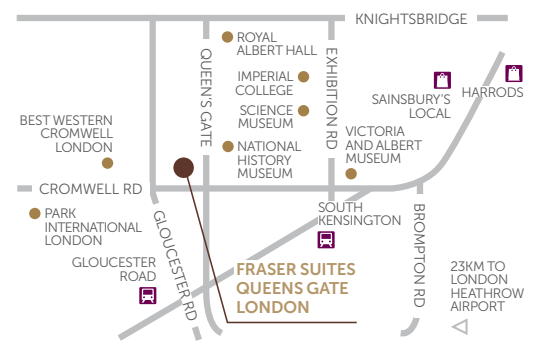 KNIGHTSBRIDGE
ROYAL
ALBERT HALL
QUEEN'S GATE
EXHIBITION RD
IMPERIAL
COLLEGE
SCIENCE
MUSEUM
SAINSBURY'S
LOCAL
HARRODS
BEST WESTERN
CROMWELL
LONDON
NATIONAL
HISTORY
MUSEUM
VICTORIA
AND ALBERT
MUSEUM
CROMWELL RD
PARK
INTERNATIONAL
LONDON
GLOUCESTER RD
SOUTH
KENSINGTON
BROMPTON RD
GLOUCESTER
ROAD
FRASER SUITES
QUEENS GATE
LONDON
23KM TO
LONDON
HEATHROW
AIRPORT